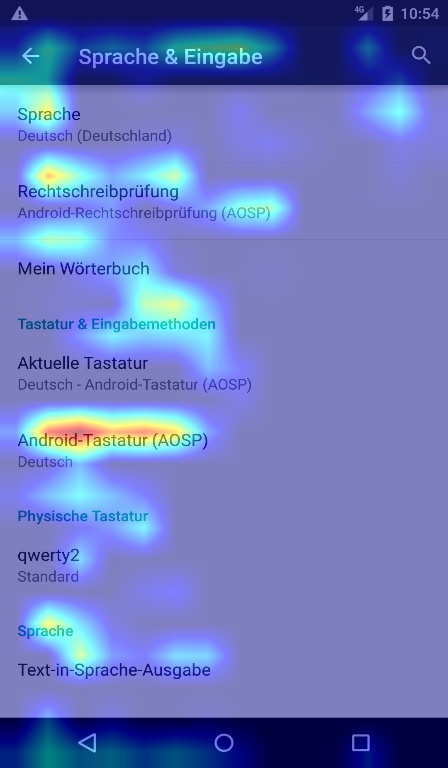 4G 10:54
Sprache & Eingabe
Sprache
Deutsch (Deutschland)
Rechtschreibprüfung
Android-Rechtschreibprüfung (AOSP)
Mein Wörterbuch
Tastatur & Eingabemethoden
Aktuelle Tastatur
Deutsch - Android-Tastatur (AOSP)
Android-Tastatur (AOSP)
Deutsch
Physische Tastatur
qwerty2
Standard
Sprache
Text-in-Sprache-Ausgabe